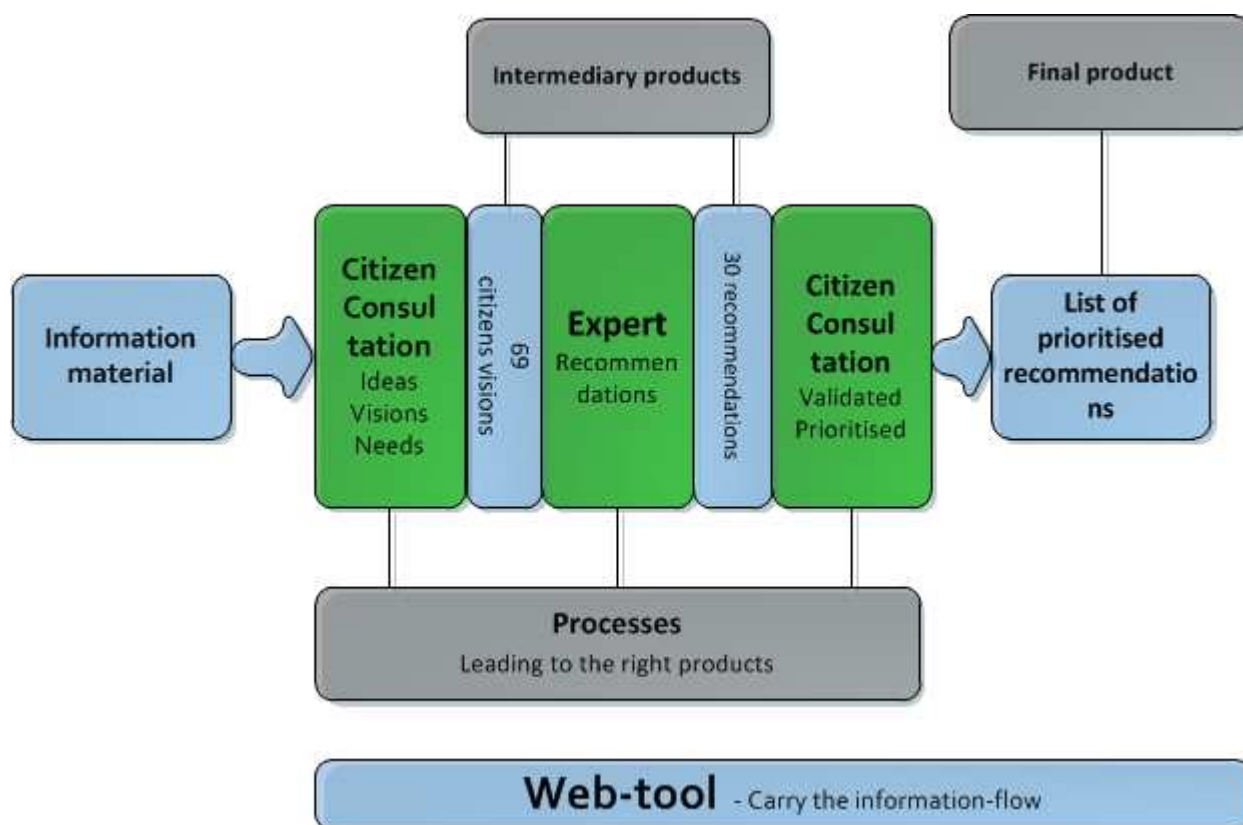 Intermediary products
Final product
Information
material
Citizen
Consul
tation
Ideas
Visions
Needs
69
citizens visions
Expert
Recommen
dations
30 recommendations
Citizen
Consul
tation
Validated
Prioritised
List of
prioritised
recommendatio
ns
Processes
Leading to the right products
Web-tool - Carry the information-flow